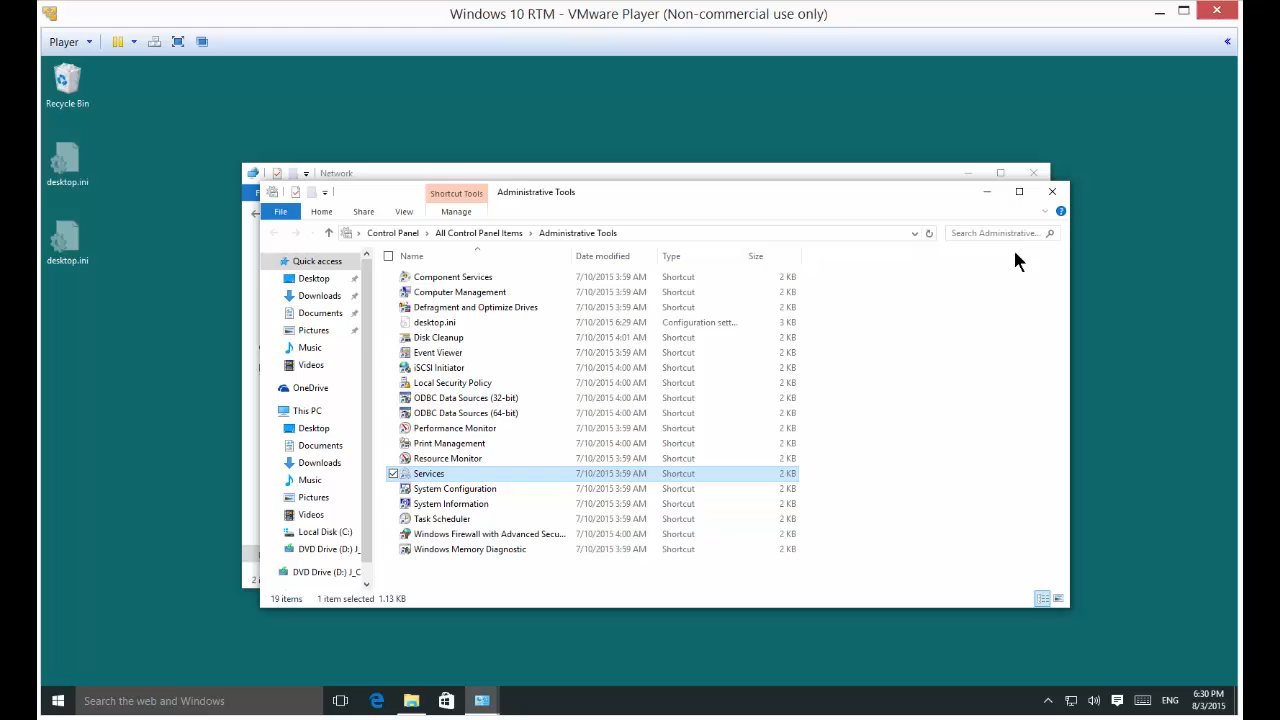 Windows 10 RTM - VMware Player (Non-commercial use only)
Player
Recycle Bin
desktop.ini
desktop.ini
Network
Shortcut Tools
Administrative Tools
File
Home
Share
View
Manage
Control Panel > All Control Panel Items > Administrative Tools
Search Administrative...
Quick access
Desktop
Downloads
Documents
Pictures
Music
Videos
OneDrive
This PC
Desktop
Documents
Downloads
Music
Pictures
Videos
Local Disk (C:)
DVD Drive (D:) J_
DVD Drive (D:) J_C
Name Date modified Type Size
Component Services 7/10/2015 3:59 AM Shortcut 2 KB
Computer Management 7/10/2015 3:59 AM Shortcut 2 KB
Defragment and Optimize Drives 7/10/2015 3:59 AM Shortcut 2 KB
desktop.ini 7/10/2015 6:29 AM Configuration sett... 3 KB
Disk Cleanup 7/10/2015 4:01 AM Shortcut 2 KB
Event Viewer 7/10/2015 3:59 AM Shortcut 2 KB
iSCSI Initiator 7/10/2015 4:00 AM Shortcut 2 KB
Local Security Policy 7/10/2015 4:00 AM Shortcut 2 KB
ODBC Data Sources (32-bit) 7/10/2015 4:00 AM Shortcut 2 KB
ODBC Data Sources (64-bit) 7/10/2015 4:00 AM Shortcut 2 KB
Performance Monitor 7/10/2015 3:59 AM Shortcut 2 KB
Print Management 7/10/2015 4:00 AM Shortcut 2 KB
Resource Monitor 7/10/2015 3:59 AM Shortcut 2 KB
Services 7/10/2015 3:59 AM Shortcut 2 KB
System Configuration 7/10/2015 3:59 AM Shortcut 2 KB
System Information 7/10/2015 3:59 AM Shortcut 2 KB
Task Scheduler 7/10/2015 3:59 AM Shortcut 2 KB
Windows Firewall with Advanced Secu... 7/10/2015 4:00 AM Shortcut 2 KB
Windows Memory Diagnostic 7/10/2015 3:59 AM Shortcut 2 KB
19 items 1 item selected 1.13 KB
Search the web and Windows
ENG
6:30 PM
8/3/2015